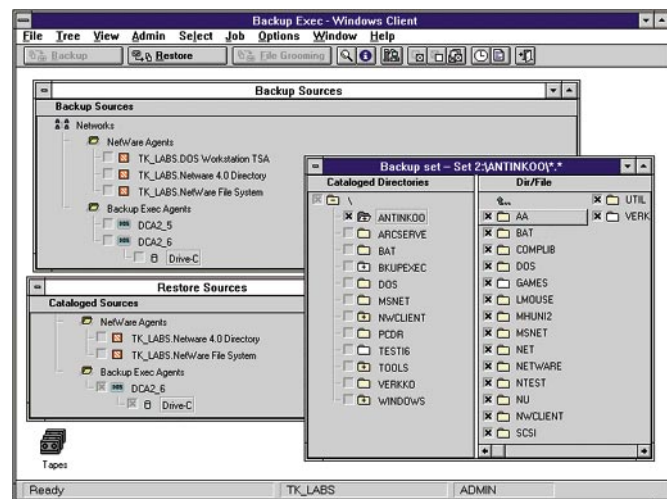 Backup Exec - Windows Client
File Tree View Admin Select Job Options Window Help
Backup Restore File Grooming
Backup Sources
Backup Sources
Networks
NetWare Agents
TK_LABS.DOS Workstation TSA
TK_LABS.Netware 4.0 Directory
TK_LABS.NetWare File System
Backup Exec Agents
DCA2_5
DCA2_6
Drive-C
Restore Sources
Cataloged Sources
NetWare Agents
TK_LABS.Netware 4.0 Directory
TK_LABS.NetWare File System
Backup Exec Agents
DCA2_6
Drive-C
Backup set - Set 2:\ANTINKOO\*.*
Cataloged Directories
\
ANTINKOO
ARCSERVE
BAT
BKUPEXEC
DOS
MSNET
NWCLIENT
PCDR
TESTI6
TOOLS
VERKKO
WINDOWS
Dir/File
\..
AA
BAT
COMPLIB
DOS
GAMES
LMOUSE
MHUNI2
MSNET
NET
NETWARE
NTEST
NU
NWCLIENT
SCSI
UTIL
VERK
Tapes
Ready TK_LABS ADMIN